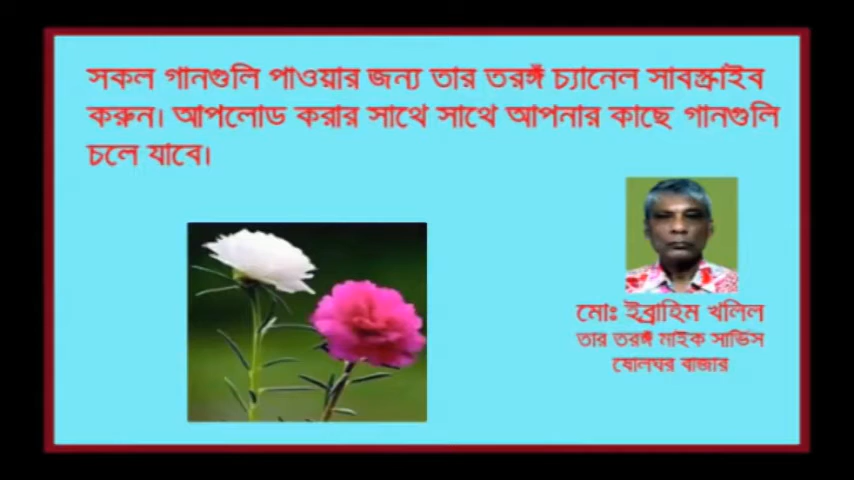 সকল গানগুলি পাওয়ার জন্য তার তরঙ্গঁ চ্যানেল সাবস্ক্রাইব
করুন। আপলোড করার সাথে সাথে আপনার কাছে গানগুলি
চলে যাবে।
মোঃ ইব্রাহিম খলিল
তার তরঙ্গঁ মাইক সার্ভিস
ষোলঘর বাজার